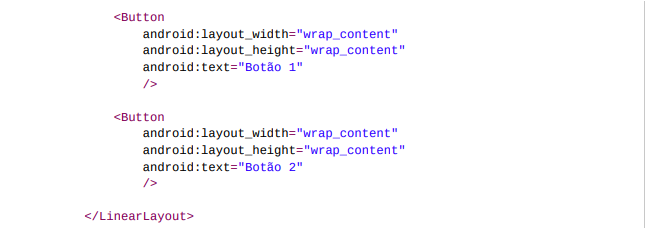 <Button
android:layout_width="wrap_content"
android:layout_height="wrap_content"
android:text="Botão 1"
/>
<Button
android:layout_width="wrap_content"
android:layout_height="wrap_content"
android:text="Botão 2"
/>
</LinearLayout>